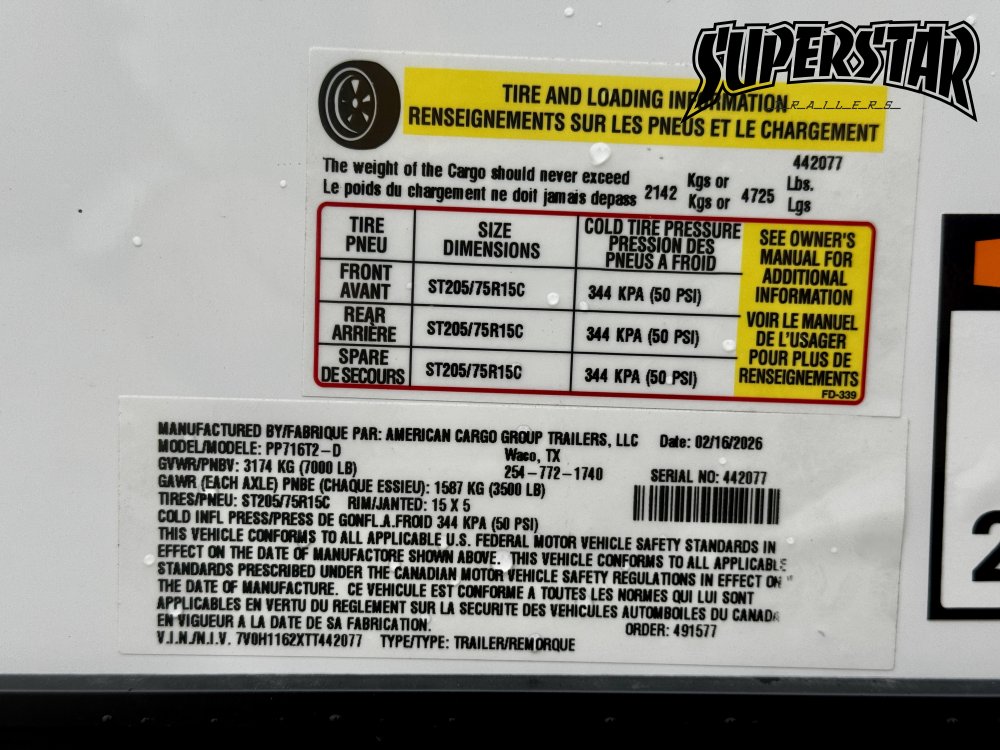 SUPERSTAR
TRAILERS
TIRE AND LOADING INFORMATION
RENSEIGNEMENTS SUR LES PNEUS ET LE CHARGEMENT
442077
The weight of the Cargo should never exceed 2142 Kgs or 4725 Lbs.
Le poids du chargement ne doit jamais depass Kgs or Lgs
TIRE PNEU
SIZE DIMENSIONS
COLD TIRE PRESSURE
PRESSION DES
PNEUS A FROID
FRONT AVANT ST205/75R15C 344 KPA (50 PSI)
REAR ARRIÈRE ST205/75R15C 344 KPA (50 PSI)
SPARE DE SECOURS ST205/75R15C 344 KPA (50 PSI)
SEE OWNER'S
MANUAL FOR
ADDITIONAL
INFORMATION
VOIR LE MANUEL
DE L'USAGER
POUR PLUS DE
RENSEIGNEMENTS
FD-339
MANUFACTURED BY/FABRIQUE PAR: AMERICAN CARGO GROUP TRAILERS, LLC Date: 02/16/2026
MODEL/MODELE: PP716T2-D Waco, TX
GVWR/PNBV: 3174 KG (7000 LB) 254-772-1740
SERIAL NO: 442077
GAWR (EACH AXLE) PNBE (CHAQUE ESSIEU): 1587 KG (3500 LB)
TIRES/PNEU: ST205/75R15C RIM/JANTED: 15 X 5
COLD INFL PRESS/PRESS DE GONFL.A.FROID 344 KPA (50 PSI)
THIS VEHICLE CONFORMS TO ALL APPLICABLE U.S. FEDERAL MOTOR VEHICLE SAFETY STANDARDS IN
EFFECT ON THE DATE OF MANUFACTORE SHOWN ABOVE. THIS VEHICLE CONFORMS TO ALL APPLICABLE
STANDARDS PRESCRIBED UNDER THE CANADIAN MOTOR VEHICLE SAFETY REGULATIONS IN EFFECT ON
THE DATE OF MANUFACTURE. CE VEHICULE EST CONFORME A TOUTES LES NORMES QUI LUI SONT
APPLICABLES EN VERTU DU REGLEMENT SUR LA SECURITE DES VEHICULES AUTOMBOILES DU CANADA
EN VIGUEUR A LA DATE DE SA FABRICATION. ORDER: 491577
V.I.N./N.I.V. 7V0H1162XTT442077 TYPE/TYPE: TRAILER/REMORQUE
2